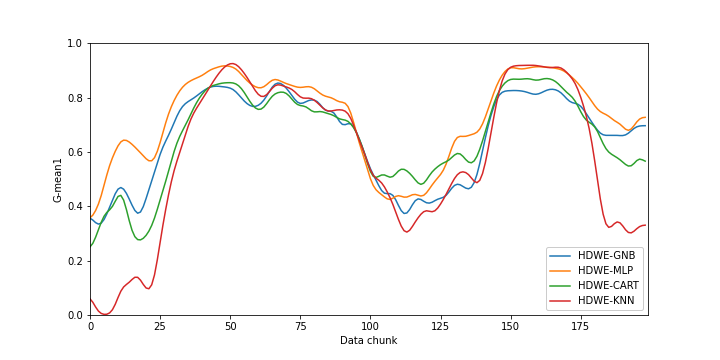 1.0
0.8
0.6
0.4
0.2
0.0
G-mean1
0 25 50 75 100 125 150 175
Data chunk
HDWE-GNB
HDWE-MLP
HDWE-CART
HDWE-KNN